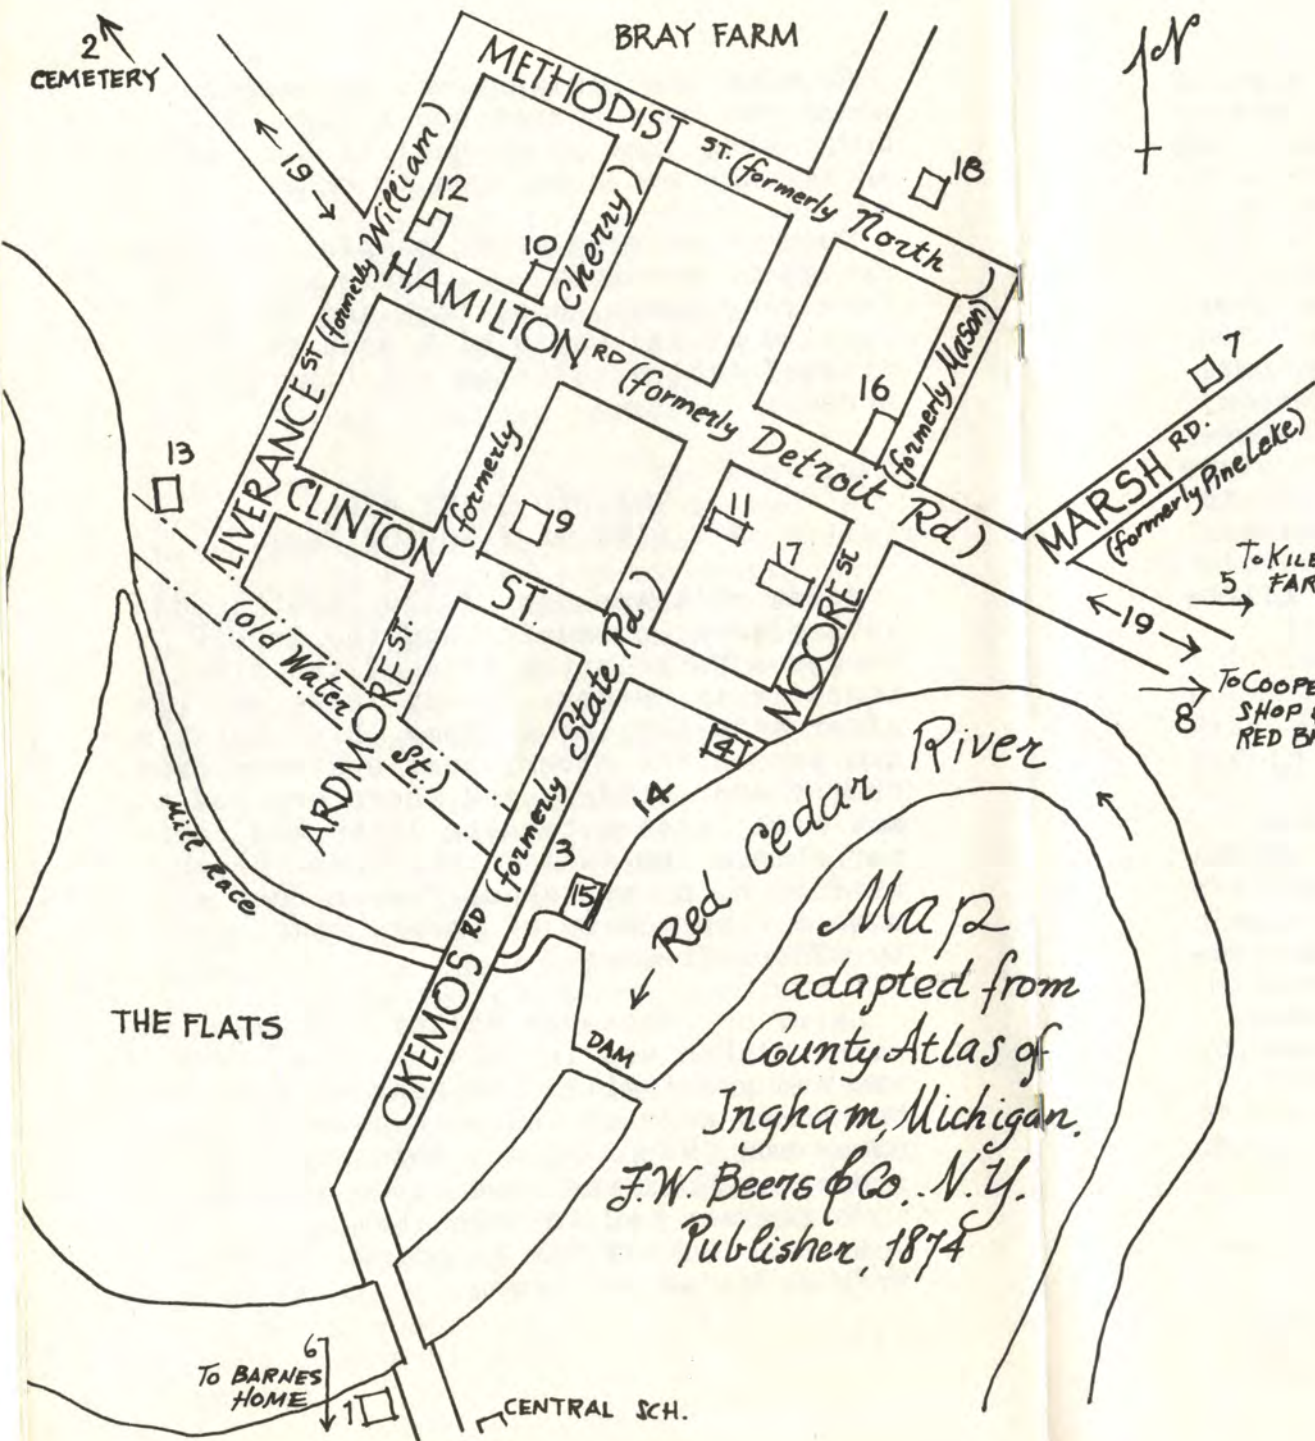 2
CEMETERY
BRAY FARM
N
METHODIST ST. (formerly North)
18
← 19 →
LIVERANCE ST (formerly William)
12
10
(formerly Cherry)
HAMILTON RD (formerly Detroit Rd)
16
(formerly Mason)
7
MARSH RD.
(formerly Pine Lake)
13
CLINTON ST.
9
11
17
MOORE ST
To KILB
FAR
5
← 19 →
To COOPE
SHOP
RED B
8
(old Water St.)
ARDMORE ST.
4
14
Red Cedar River
Mill Race
3
15
OKEMOS RD (formerly State Rd.)
THE FLATS
DAM
Map
adapted from
County Atlas of
Ingham, Michigan.
F.W. Beers & Co. N.Y.
Publisher, 1874
6
To BARNES
HOME
1
CENTRAL SCH.